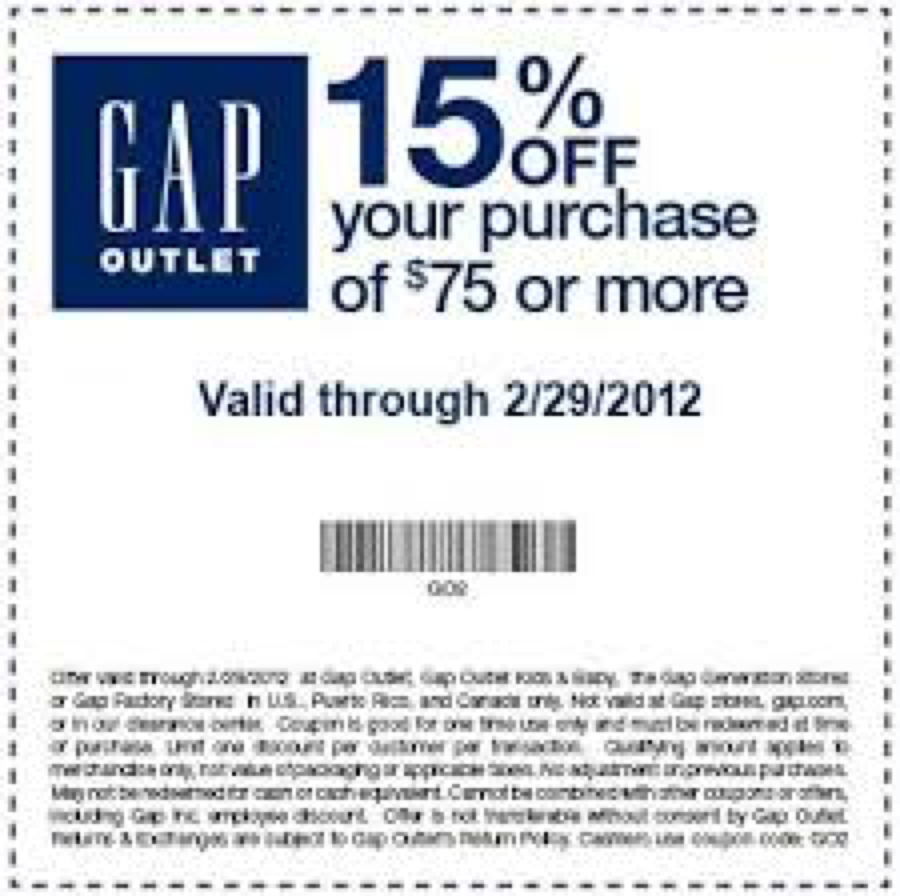 GAP
OUTLET
15%
OFF
your purchase
of $75 or more
Valid through 2/29/2012
GO2
Offer valid through 2/29/2012 at Gap Outlet, Gap Outlet Kids & Baby, The Gap Generation Stores
or Gap Factory Stores in U.S., Puerto Rico, and Canada only. Not valid at Gap stores, gap.com,
or in our clearance center. Coupon is good for one time use only and must be redeemed at time
of purchase. Limit one discount per customer per transaction. Qualifying amount applies to
merchandise only, not value of packaging or applicable taxes. No adjustment on previous purchases.
May not be redeemed for cash or cash equivalent. Cannot be combined with other coupons or offers,
including Gap Inc. employee discount. Offer is not transferable without consent by Gap Outlet.
Returns & Exchanges are subject to Gap Outlet's Return Policy. Cashiers use coupon code: GO2